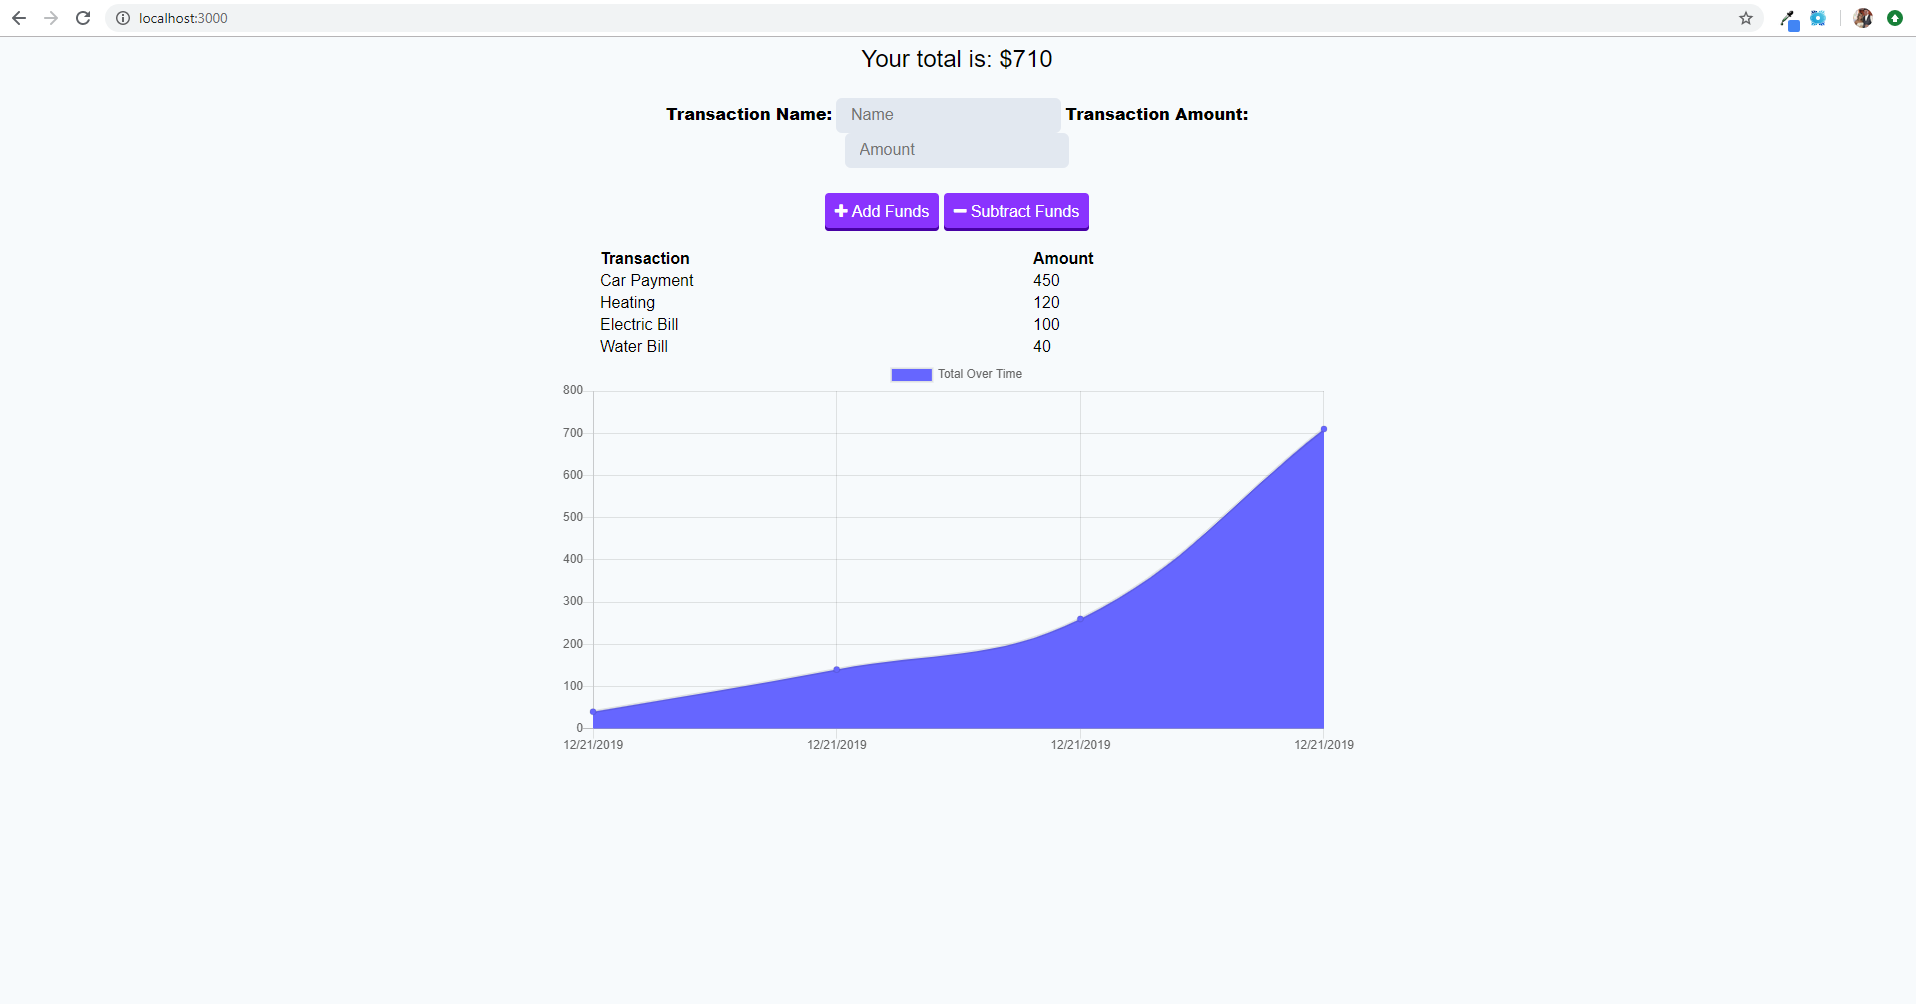 localhost:3000
Your total is: $710
Transaction Name: Name Transaction Amount:
Amount
Add Funds Subtract Funds
Transaction Amount
Car Payment 450
Heating 120
Electric Bill 100
Water Bill 40
Total Over Time
800
700
600
500
400
300
200
100
0
12/21/2019 12/21/2019 12/21/2019 12/21/2019